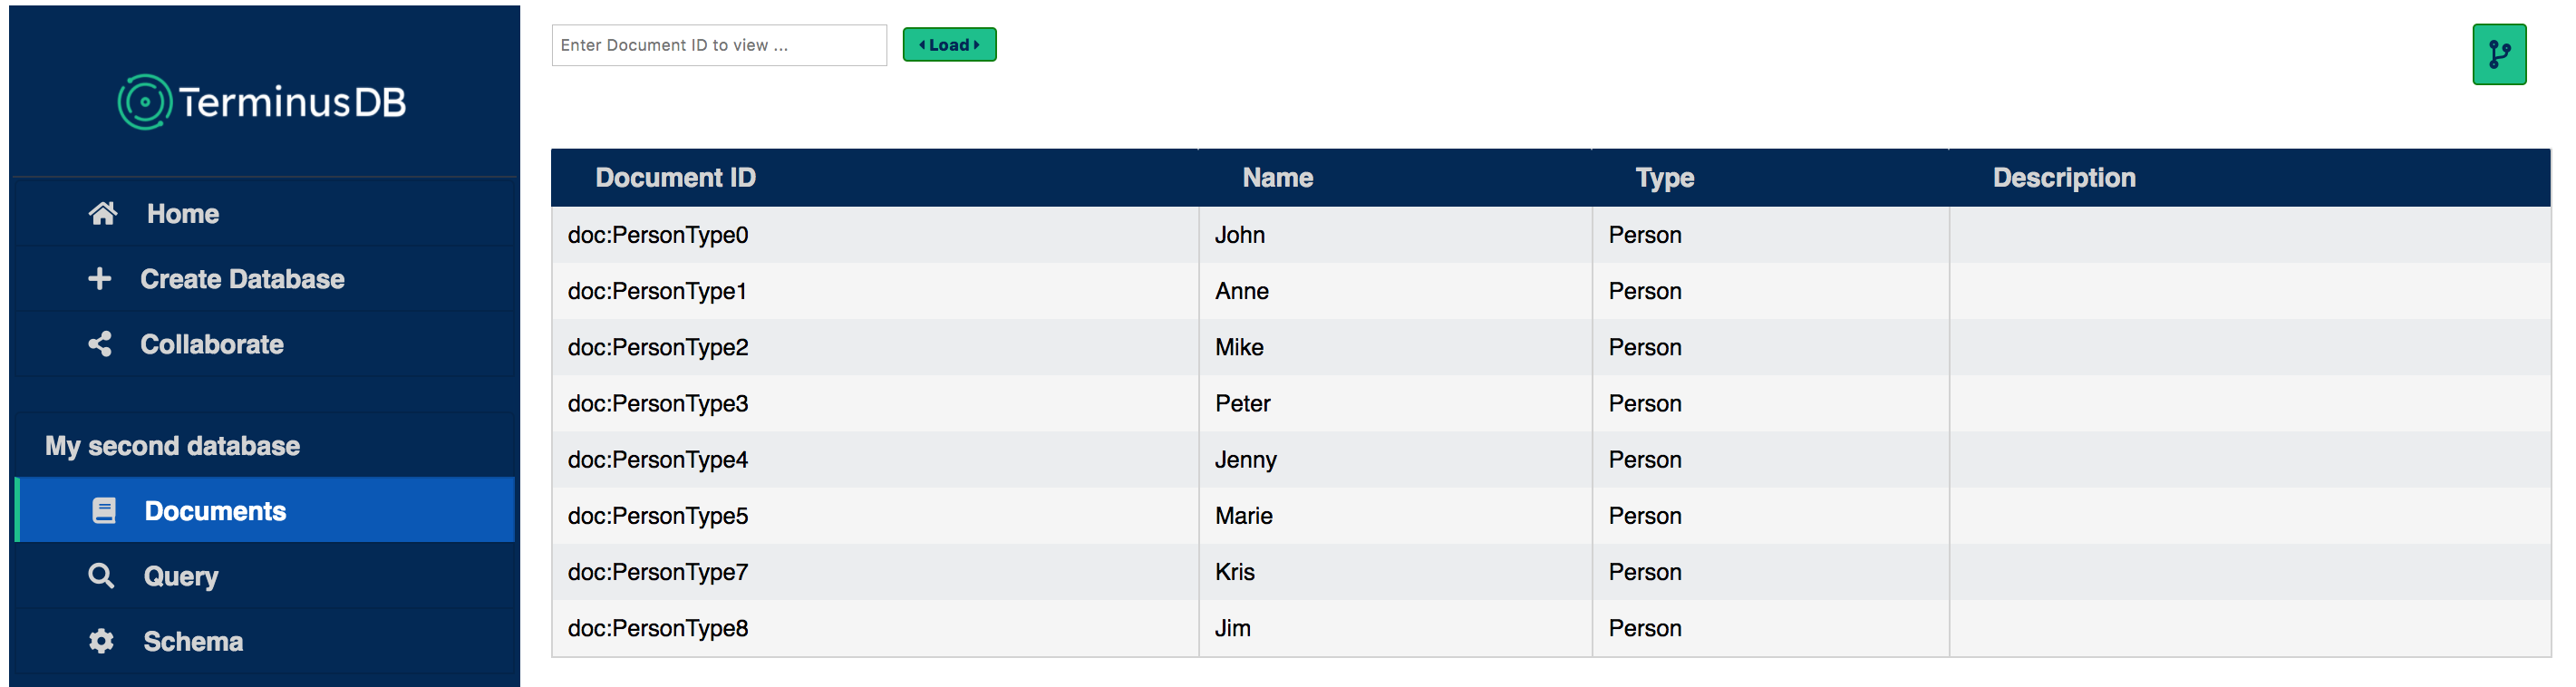 TerminusDB
Home
Create Database
Collaborate
My second database
Documents
Query
Schema
Enter Document ID to view ...
Load
Document ID Name Type Description
doc:PersonType0 John Person
doc:PersonType1 Anne Person
doc:PersonType2 Mike Person
doc:PersonType3 Peter Person
doc:PersonType4 Jenny Person
doc:PersonType5 Marie Person
doc:PersonType7 Kris Person
doc:PersonType8 Jim Person